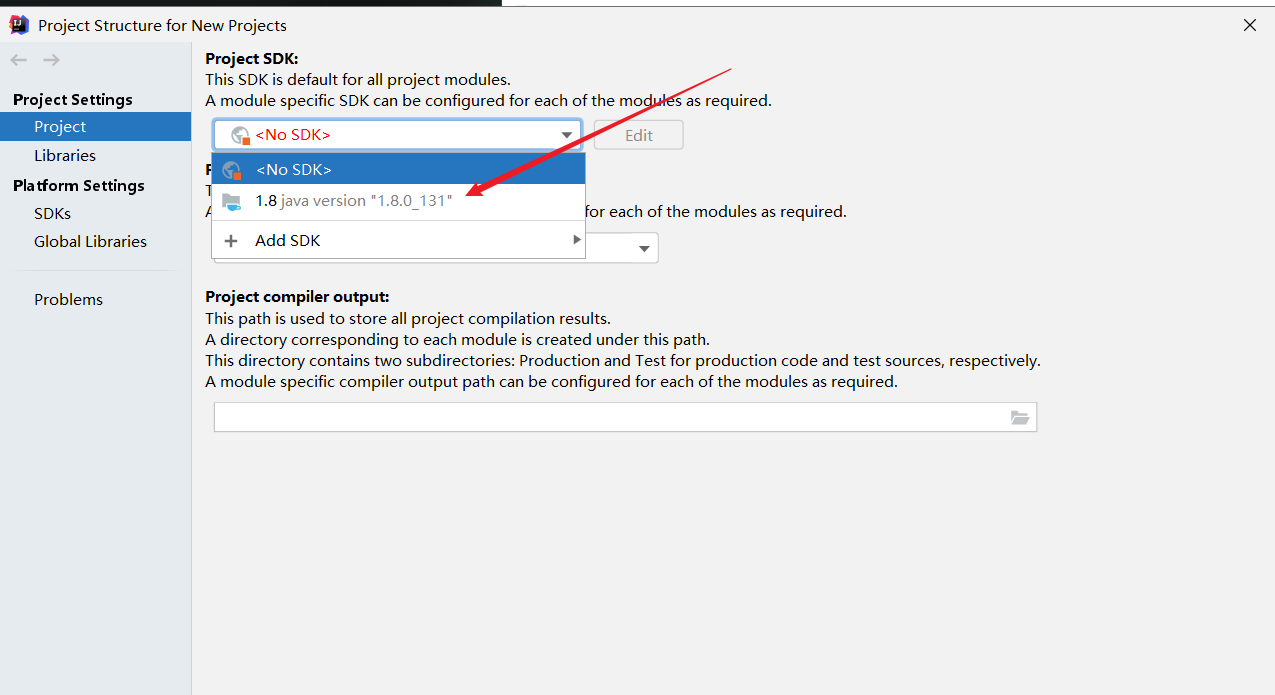 Project Structure for New Projects
Project Settings
Project
Libraries
Platform Settings
SDKs
Global Libraries
Problems
Project SDK:
This SDK is default for all project modules.
A module specific SDK can be configured for each of the modules as required.
<No SDK>
Edit
<No SDK>
1.8 java version "1.8.0_131"
for each of the modules as required.
Add SDK
Project compiler output:
This path is used to store all project compilation results.
A directory corresponding to each module is created under this path.
This directory contains two subdirectories: Production and Test for production code and test sources, respectively.
A module specific compiler output path can be configured for each of the modules as required.